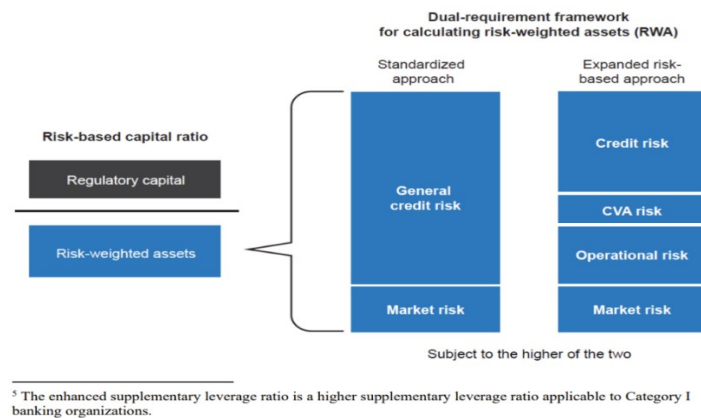 Dual-requirement framework
for calculating risk-weighted assets (RWA)
Standardized
approach
Expanded risk-
based approach
Risk-based capital ratio
Regulatory capital
Risk-weighted assets
General
credit risk
Market risk
Credit risk
CVA risk
Operational risk
Market risk
Subject to the higher of the two
5 The enhanced supplementary leverage ratio is a higher supplementary leverage ratio applicable to Category I
banking organizations.